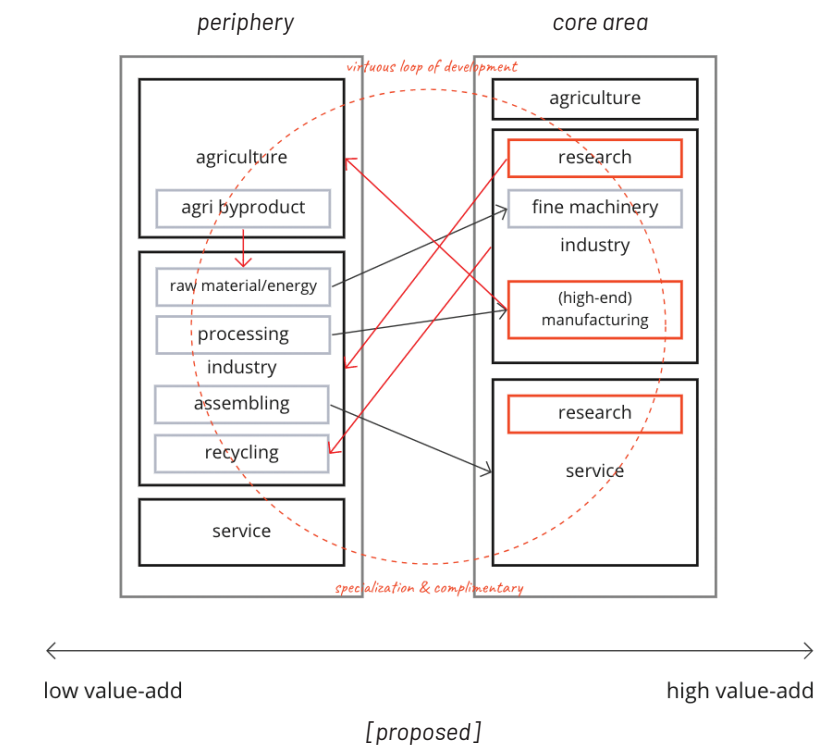 periphery
core area
virtuous loop of development
agriculture
agri byproduct
raw material/energy
processing
industry
assembling
recycling
service
agriculture
research
fine machinery
industry
(high-end)
manufacturing
research
service
specialization & complimentary
low value-add
high value-add
[proposed]